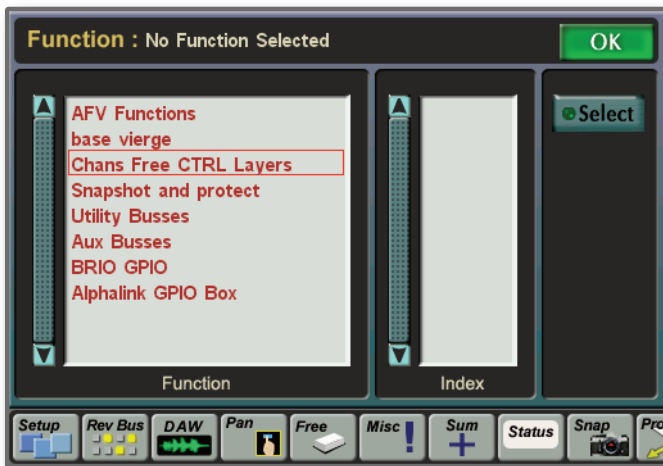 Function : No Function Selected
OK
AFV Functions
base vierge
Chans Free CTRL Layers
Snapshot and protect
Utility Busses
Aux Busses
BRIO GPIO
Alphalink GPIO Box
Function
Index
Select
Setup
Rev Bus
DAW
Pan
Free
Misc
Sum
Status
Snap